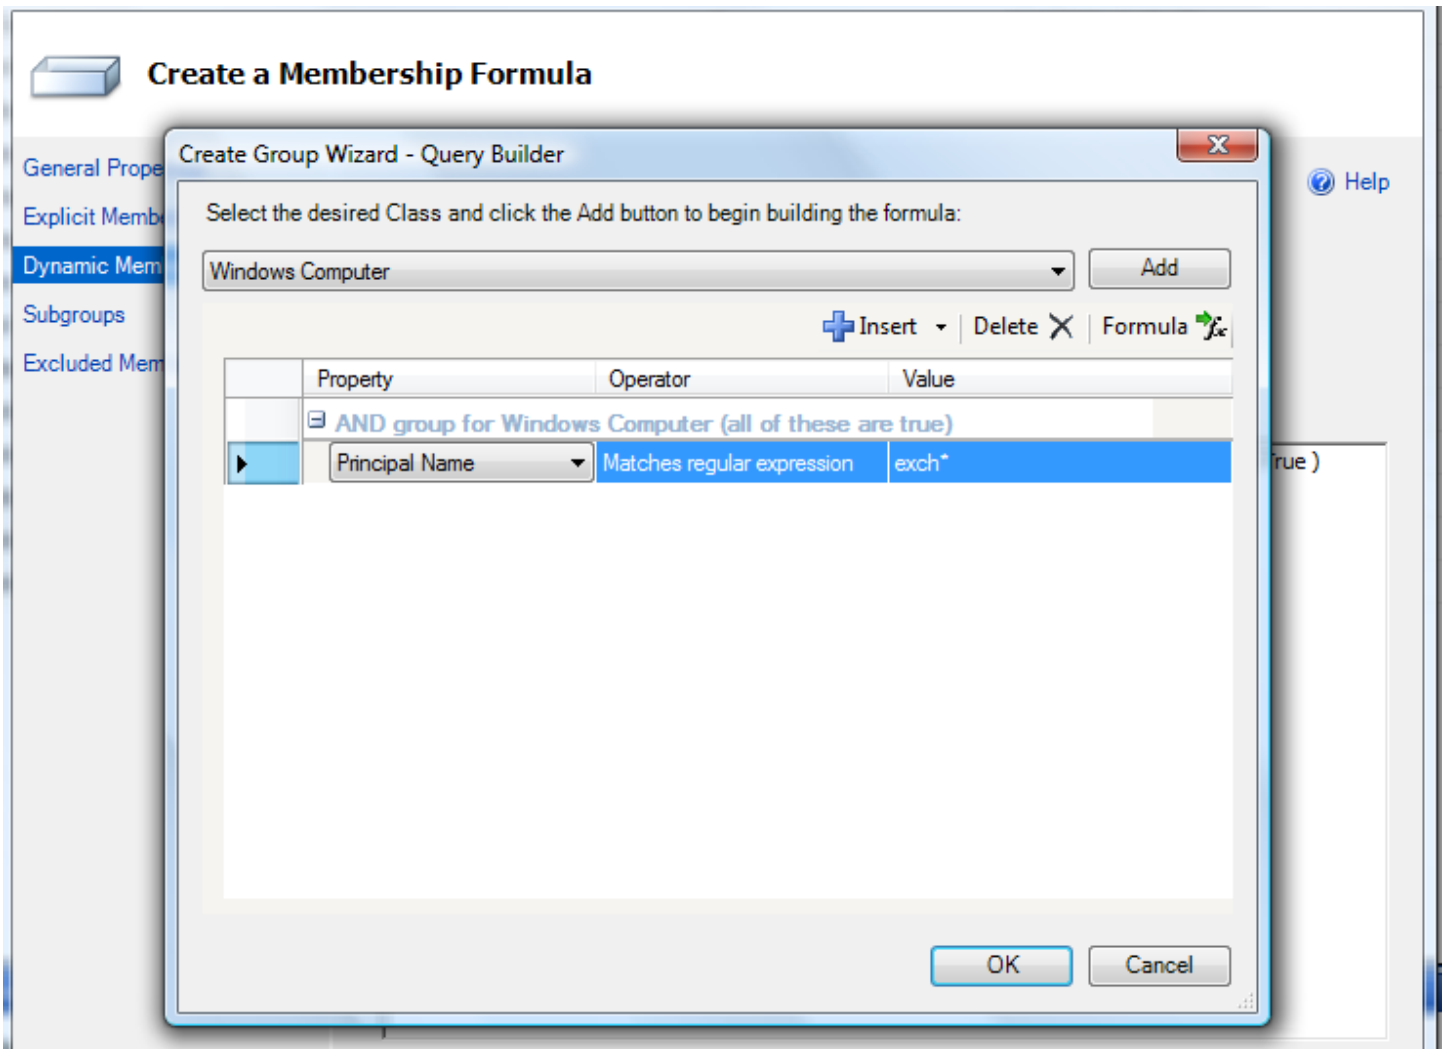 Create a Membership Formula
Create Group Wizard - Query Builder
General Prope
Help
Explicit Membe
Select the desired Class and click the Add button to begin building the formula:
Dynamic Mem
Windows Computer
Add
Subgroups
Insert
Delete
Formula
Excluded Mem
Property Operator Value
AND group for Windows Computer (all of these are true)
Principal Name Matches regular expression exch*
rue )
OK
Cancel